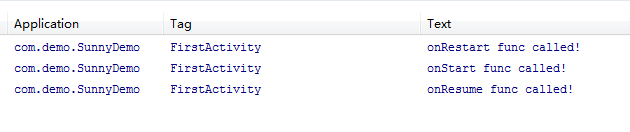 Application Tag Text
com.demo.SunnyDemo FirstActivity onRestart func called!
com.demo.SunnyDemo FirstActivity onStart func called!
com.demo.SunnyDemo FirstActivity onResume func called!